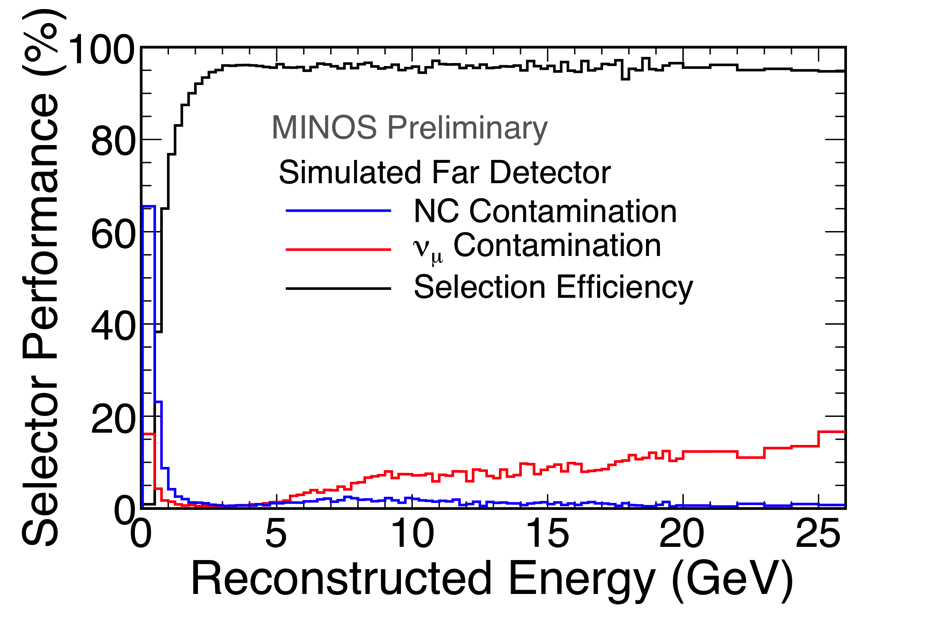 Selector Performance (%)
100
80
60
40
20
0
MINOS Preliminary
Simulated Far Detector
NC Contamination
νμ Contamination
Selection Efficiency
0 5 10 15 20 25
Reconstructed Energy (GeV)